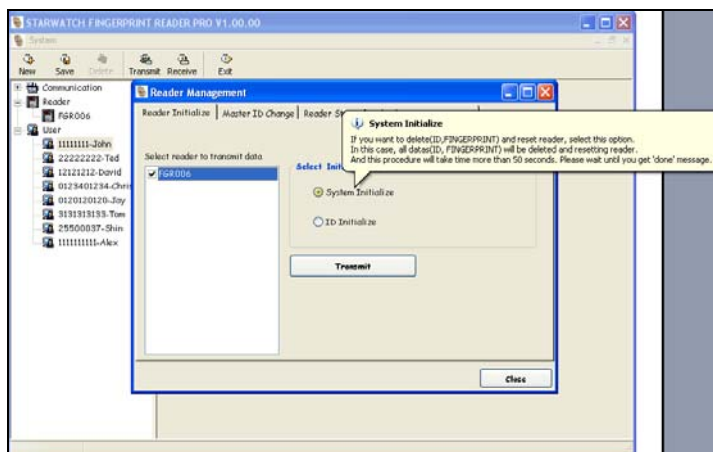 STARWATCH FINGERPRINT READER PRO V1.00.00
System
New Save Delete Transmit Receive Exit
Communication
Reader
FGR006
User
11111111-John
22222222-Ted
12121212-David
0123401234-Chris
0120120120-Jay
3131313133-Tom
25500037-Shin
1111111111-Alex
Reader Management
Reader Initialize Master ID Change Reader
System Initialize
If you want to delete(ID,FINGERPRINT) and reset reader, select this option.
In this case, all datas(ID, FINGERPRINT) will be deleted and resetting reader.
And this procedure will take time more than 50 seconds. Please wait until you get 'done' message.
Select reader to transmit data
FGR006
Select
System Initialize
ID Initialize
Transmit
Close